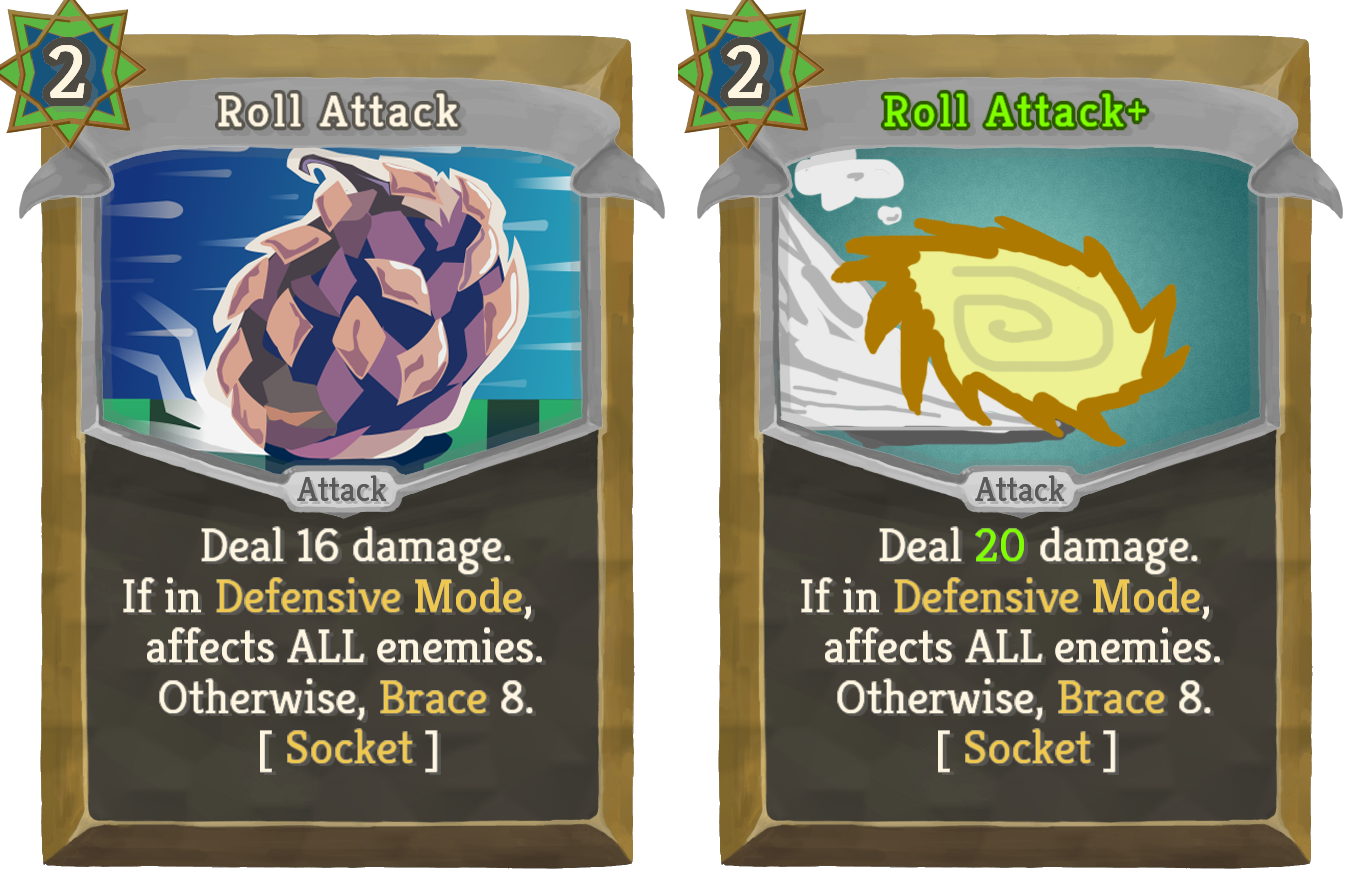 2
Roll Attack
Attack
Deal 16 damage.
If in Defensive Mode,
affects ALL enemies.
Otherwise, Brace 8.
[ Socket ]
2
Roll Attack+
Attack
Deal 20 damage.
If in Defensive Mode,
affects ALL enemies.
Otherwise, Brace 8.
[ Socket ]